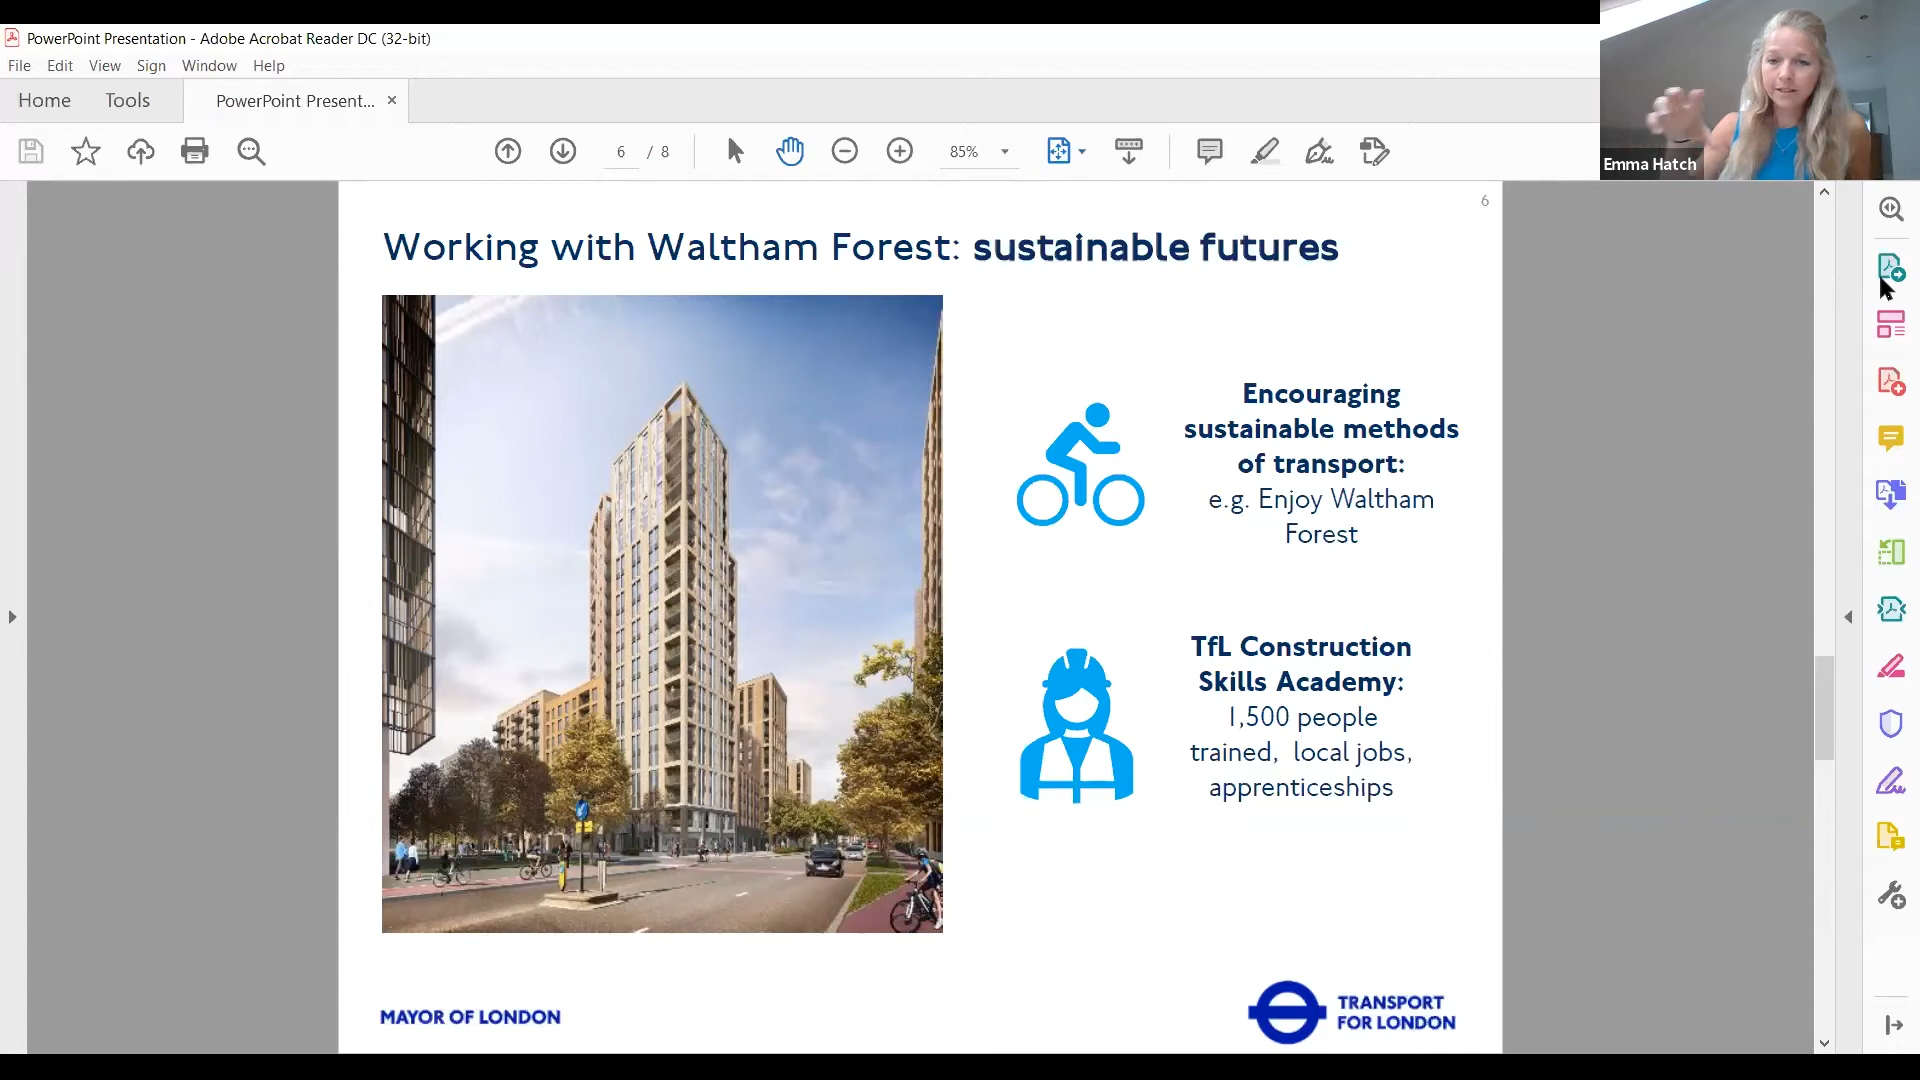 PowerPoint Presentation - Adobe Acrobat Reader DC (32-bit)
File Edit View Sign Window Help
Home Tools PowerPoint Present... ×
6 / 8 85%
Emma Hatch
6
Working with Waltham Forest: sustainable futures
Encouraging
sustainable methods
of transport:
e.g. Enjoy Waltham
Forest
TfL Construction
Skills Academy:
1,500 people
trained, local jobs,
apprenticeships
MAYOR OF LONDON
TRANSPORT
FOR LONDON